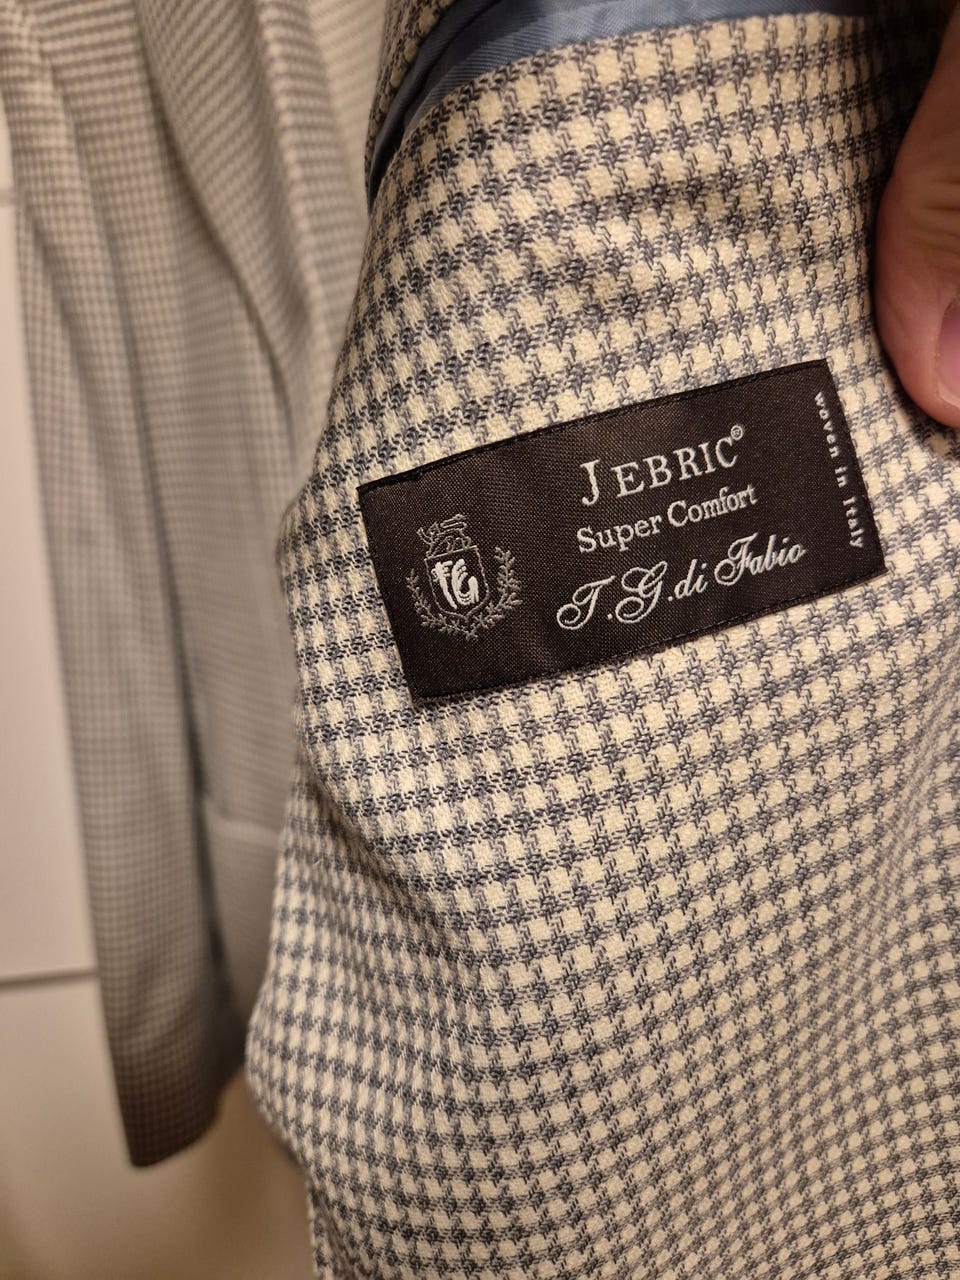 JEBRIC®
Super Comfort
T.G.di Fabio
woven in Italy